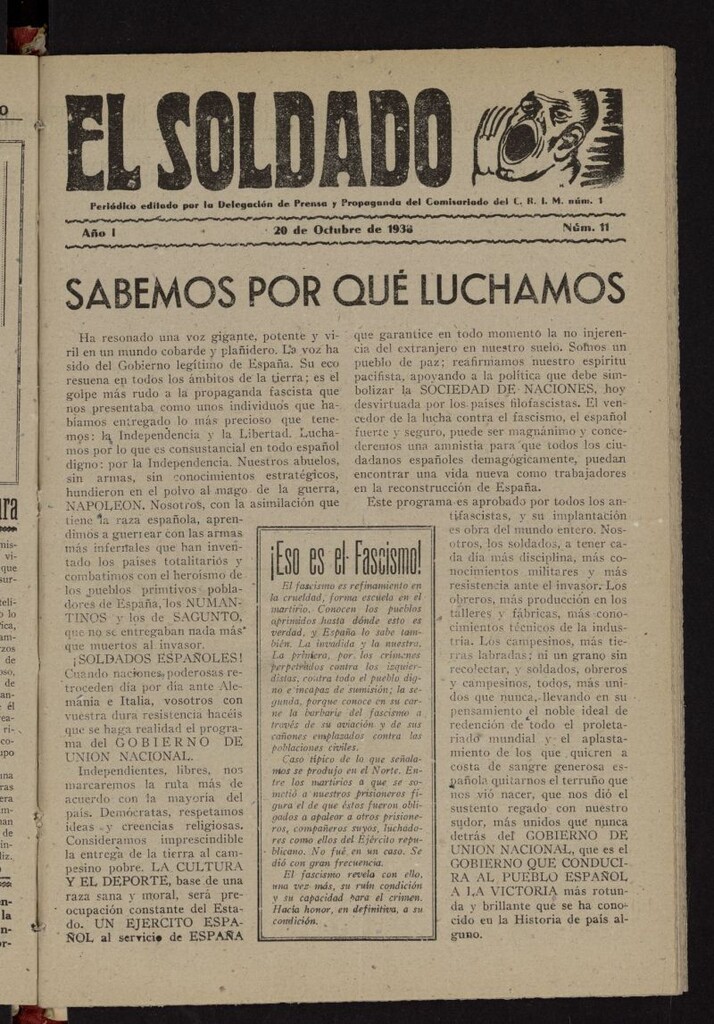 EL SOLDADO
Periódico editado por la Delegación de Prensa y Propaganda del Comisariado del C. R. I. M. núm. 1
Año I
20 de Octubre de 1938
Núm. 11
SABEMOS POR QUÉ LUCHAMOS
Ha resonado una voz gigante, potente y vi-
ril en un mundo cobarde y plañidero. La voz ha
sido del Gobierno legítimo de España. Su eco
resuena en todos los ámbitos de la tierra; es el
golpe más rudo a la propaganda fascista que
nos presentaba como unos individuos que ha-
bíamos entregado lo más precioso que tene-
mos: la Independencia y la Libertad. Lucha-
mos por lo que es consustancial en todo español
digno: por la Independencia. Nuestros abuelos,
sin armas, sin conocimientos estratégicos,
hundieron en el polvo al mago de la guerra,
NAPOLEON. Nosotros, con la asimilación que
tiene la raza española, apren-
dimos a guerrear con las armas
más infernales que han inven-
tado los países totalitarios y
combatimos con el heroísmo de
los pueblos primitivos pobla-
dores de España, los NUMAN-
TINOS y los de SAGUNTO,
que no se entregaban nada más
que muertos al invasor.
¡SOLDADOS ESPAÑOLES!
Cuando naciones poderosas re-
troceden día por día ante Ale-
mania e Italia, vosotros con
vuestra dura resistencia hacéis
que se haga realidad el progra-
ma del GOBIERNO DE
UNION NACIONAL.
Independientes, libres, nos
marcaremos la ruta más de
acuerdo con la mayoría del
país. Demócratas, respetamos
ideas y creencias religiosas.
Consideramos imprescindible
la entrega de la tierra al cam-
pesino pobre. LA CULTURA
Y EL DEPORTE, base de una
raza sana y moral, será pre-
ocupación constante del Esta-
do. UN EJERCITO ESPA-
ÑOL al servicio de ESPAÑA
que garantice en todo momento la no injeren-
cia del extranjero en nuestro suelo. Somos un
pueblo de paz; reafirmamos nuestro espíritu
pacifista, apoyando a la política que debe sim-
bolizar la SOCIEDAD DE NACIONES, hoy
desvirtuada por los países filofascistas. El ven-
cedor de la lucha contra el fascismo, el español
fuerte y seguro, puede ser magnánimo y conce-
deremos una amnistía para que todos los ciu-
dadanos españoles demagógicamente, puedan
encontrar una vida nueva como trabajadores
en la reconstrucción de España.
Este programa es aprobado por todos los an-
tifascistas, y su implantación
es obra del mundo entero. Nos-
otros, los soldados, a tener ca-
da día más disciplina, más co-
nocimientos militares y más
resistencia ante el invasor. Los
obreros, más producción en los
talleres y fábricas, más cono-
cimientos técnicos de la indus-
tria. Los campesinos, más tie-
rras labradas; ni un grano sin
recolectar, y soldados, obreros
y campesinos, todos, más uni-
dos que nunca, llevando en su
pensamiento el noble ideal de
redención de todo el proleta-
riado mundial y el aplasta-
miento de los que quieren a
costa de sangre generosa es-
pañola quitarnos el terruño que
nos vió nacer, que nos dió el
sustento regado con nuestro
sudor, más unidos que nunca
detrás del GOBIERNO DE
UNION NACIONAL, que es el
GOBIERNO QUE CONDUCI-
RA AL PUEBLO ESPAÑOL
A LA VICTORIA más rotun-
da y brillante que se ha cono-
cido en la Historia de país al-
guno.
¡Eso es el Fascismo!
El fascismo es refinamiento en
la crueldad, forma escuela en el
martirio. Conocen los pueblos
oprimidos hasta dónde esto es
verdad, y España lo sabe tam-
bién. La invadida y la nuestra.
La primera, por los crímenes
perpetrados contra los izquier-
distas, contra todo el pueblo dig-
no e incapaz de sumisión; la se-
gunda, porque conoce en su car-
ne la barbarie del fascismo a
través de su aviación y de sus
cañones emplazados contra las
poblaciones civiles.
Caso típico de lo que señala-
mos se produjo en el Norte. En-
tre los martirios a que se so-
metió a nuestros prisioneros fi-
gura el de que éstos fueron obli-
gados a apalear a otros prisione-
ros, compañeros suyos, luchado-
res como ellos del Ejército repu-
blicano. No fué en un caso. Se
dió con gran frecuencia.
El fascismo revela con ello,
una vez más, su ruin condición
y su capacidad para el crimen.
Hacía honor, en definitiva, a su
condición.